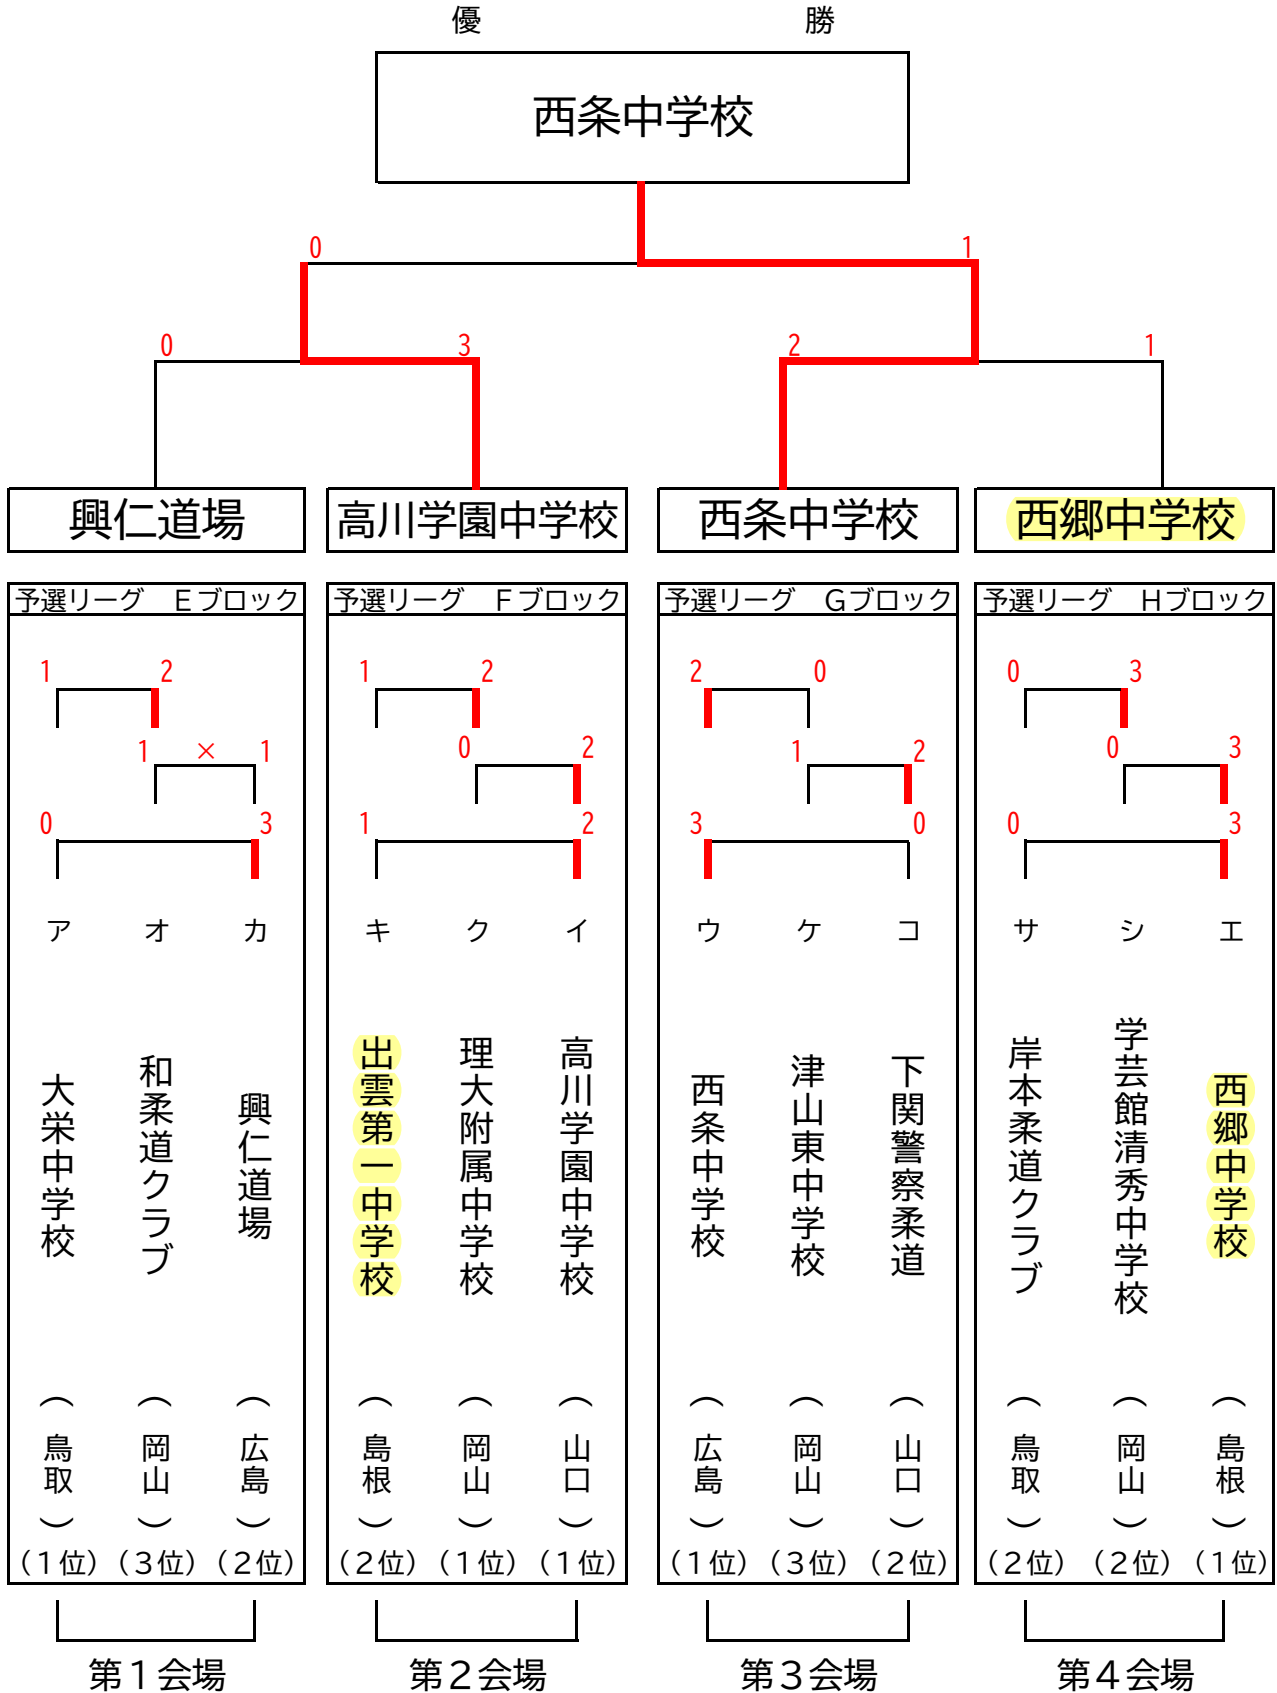 優　勝
西条中学校
0 1
0 3 2 1
興仁道場 高川学園中学校 西条中学校 西郷中学校
予選リーグ　Eブロック 予選リーグ　Fブロック 予選リーグ　Gブロック 予選リーグ　Hブロック
1 2 1 2 2 0 0 3
1 × 1 0 2 1 2 0 3
0 3 1 2 3 0 0 3
ア オ カ キ ク イ ウ ケ コ サ シ エ
大栄中学校
和柔道クラブ
興仁道場
出雲第一中学校
理大附属中学校
高川学園中学校
西条中学校
津山東中学校
下関警察柔道
岸本柔道クラブ
学芸館清秀中学校
西郷中学校
（鳥取） （岡山） （広島） （島根） （岡山） （山口） （広島） （岡山） （山口） （鳥取） （岡山） （島根）
（1位） （3位） （2位） （2位） （1位） （1位） （1位） （3位） （2位） （2位） （2位） （1位）
第1会場 第2会場 第3会場 第4会場